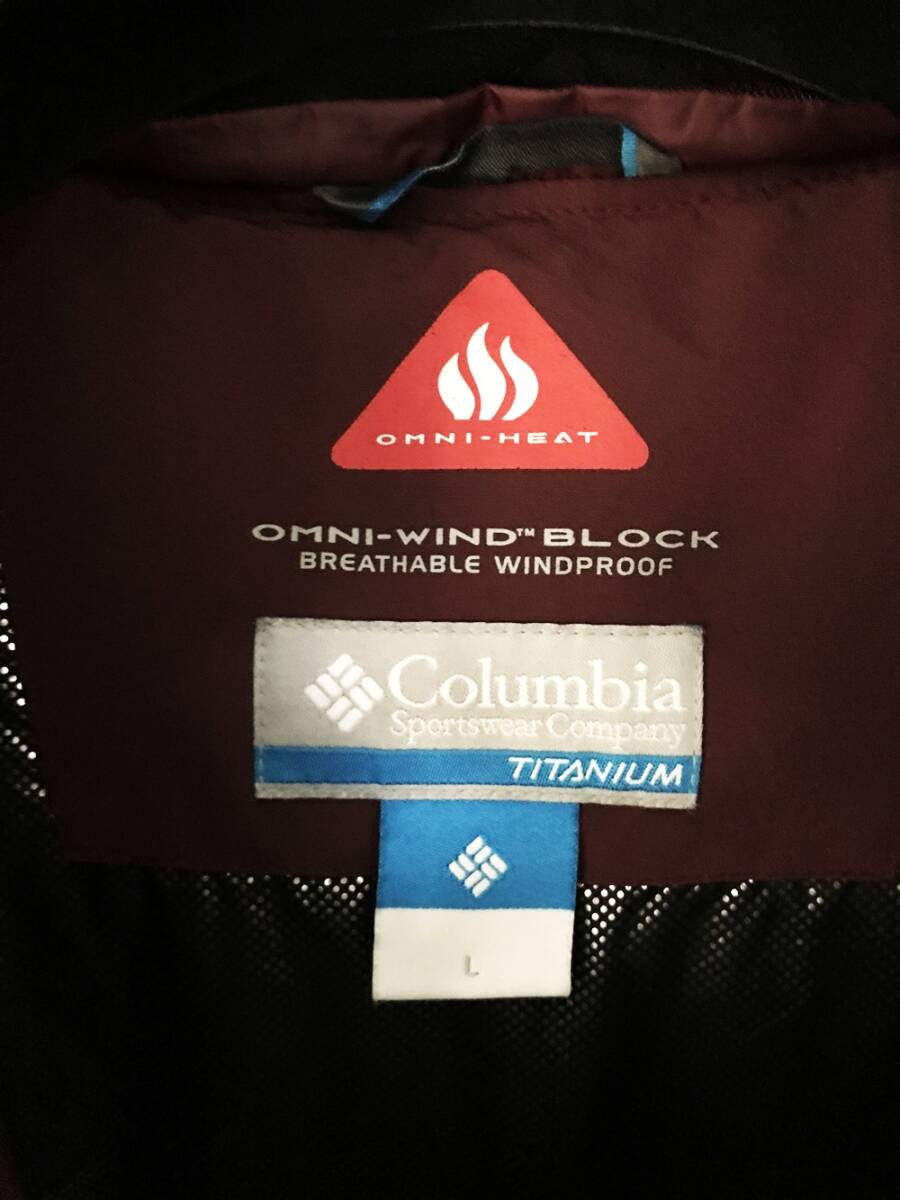 OMNI-HEAT
OMNI-WIND™ BLOCK
BREATHABLE WINDPROOF
Columbia
Sportswear Company
TITANIUM
L